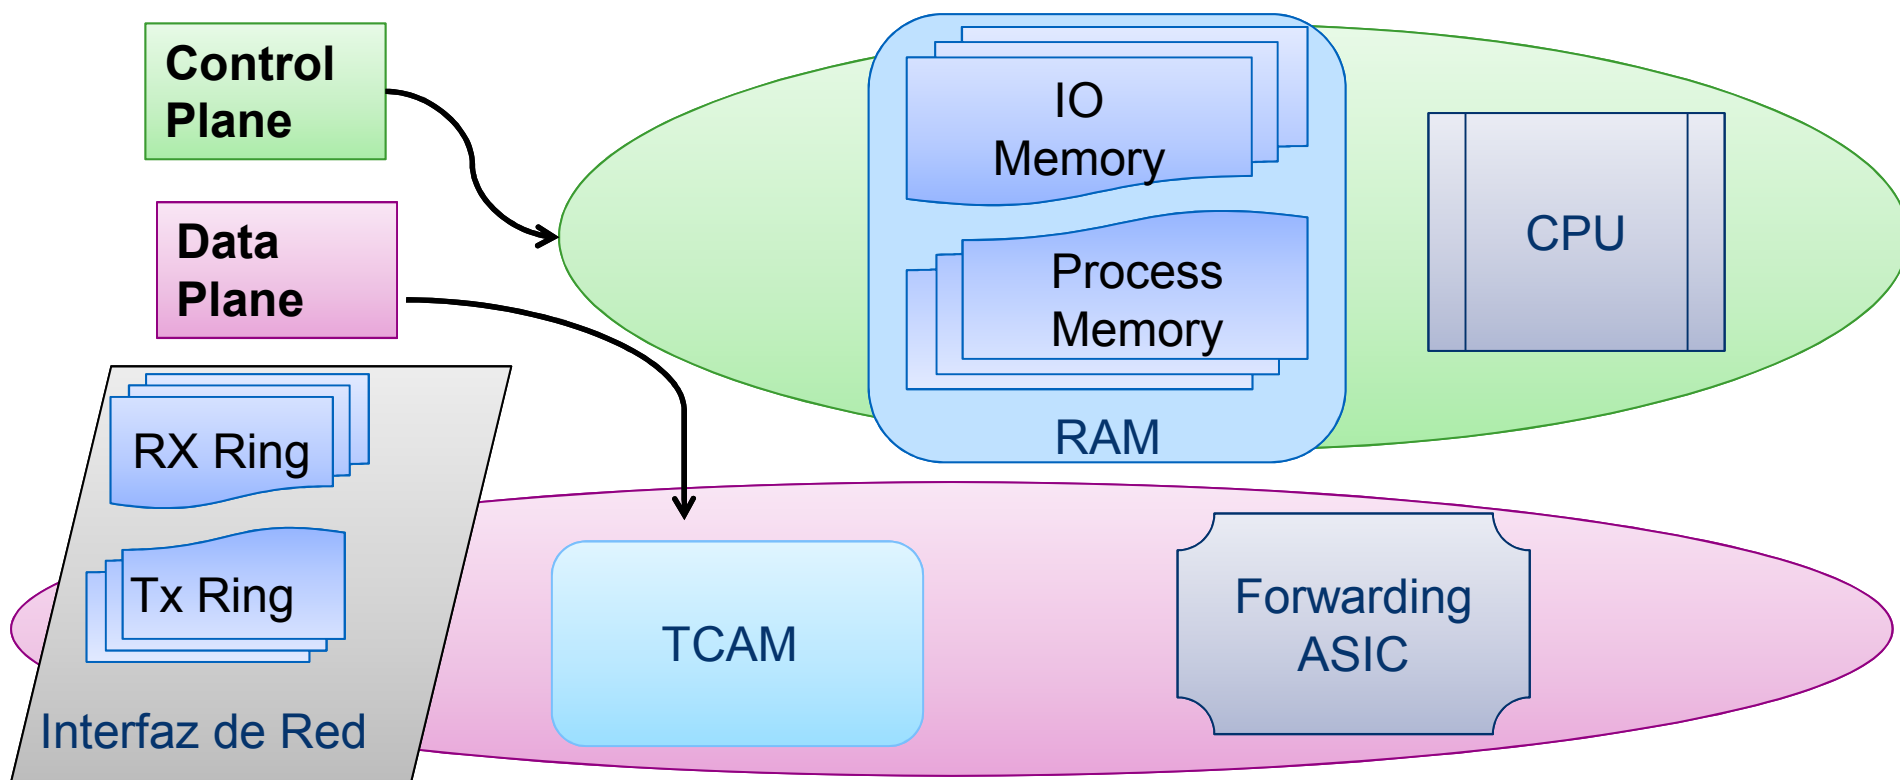 Control
Plane
Data
Plane
IO
Memory
Process
Memory
RAM
CPU
RX Ring
Tx Ring
Interfaz de Red
TCAM
Forwarding
ASIC